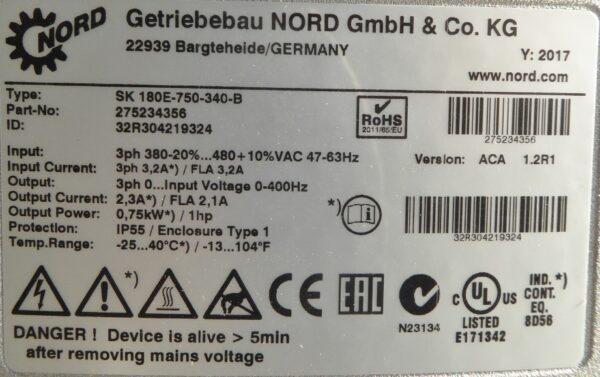 NORD
Getriebebau NORD GmbH & Co. KG
22939 Bargteheide/GERMANY
Y: 2017
www.nord.com
Type: SK 180E-750-340-B
Part-No: 275234356
ID: 32R304219324
RoHS
2011/65/EU
275234356
Input: 3ph 380-20%...480+10%VAC 47-63Hz
Version: ACA 1.2R1
Input Current: 3ph 3,2A*) / FLA 3,2A
Output: 3ph 0...Input Voltage 0-400Hz
Output Current: 2,3A*) / FLA 2,1A
Output Power: 0,75kW*) / 1hp
*)
Protection: IP55 / Enclosure Type 1
32R304219324
Temp.Range: -25...40°C*) / -13...104°F
*)
CE
EAC
N23134
C UL US
LISTED
E171342
IND. *)
CONT.
EQ.
8D56
DANGER ! Device is alive > 5min
after removing mains voltage